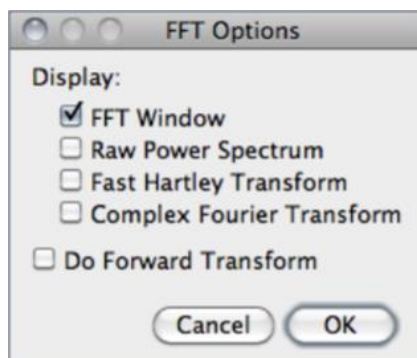 FFT Options
Display:
FFT Window
Raw Power Spectrum
Fast Hartley Transform
Complex Fourier Transform
Do Forward Transform
Cancel OK